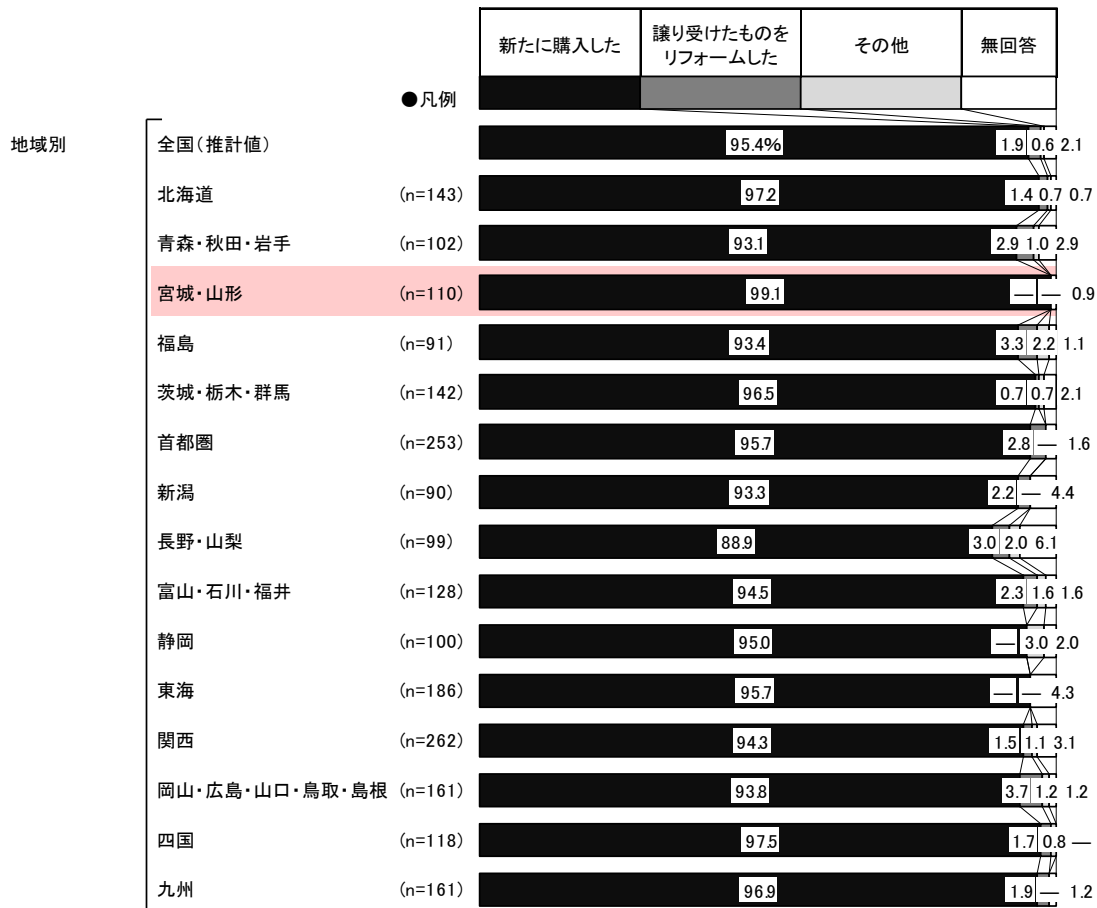 新たに購入した
譲り受けたものを
リフォームした
その他
無回答
●凡例
地域別
全国(推計値) 95.4% 1.9 0.6 2.1
北海道 (n=143) 97.2 1.4 0.7 0.7
青森・秋田・岩手 (n=102) 93.1 2.9 1.0 2.9
宮城・山形 (n=110) 99.1 — — 0.9
福島 (n=91) 93.4 3.3 2.2 1.1
茨城・栃木・群馬 (n=142) 96.5 0.7 0.7 2.1
首都圏 (n=253) 95.7 2.8 — 1.6
新潟 (n=90) 93.3 2.2 — 4.4
長野・山梨 (n=99) 88.9 3.0 2.0 6.1
富山・石川・福井 (n=128) 94.5 2.3 1.6 1.6
静岡 (n=100) 95.0 — 3.0 2.0
東海 (n=186) 95.7 — — 4.3
関西 (n=262) 94.3 1.5 1.1 3.1
岡山・広島・山口・鳥取・島根 (n=161) 93.8 3.7 1.2 1.2
四国 (n=118) 97.5 1.7 0.8 —
九州 (n=161) 96.9 1.9 — 1.2